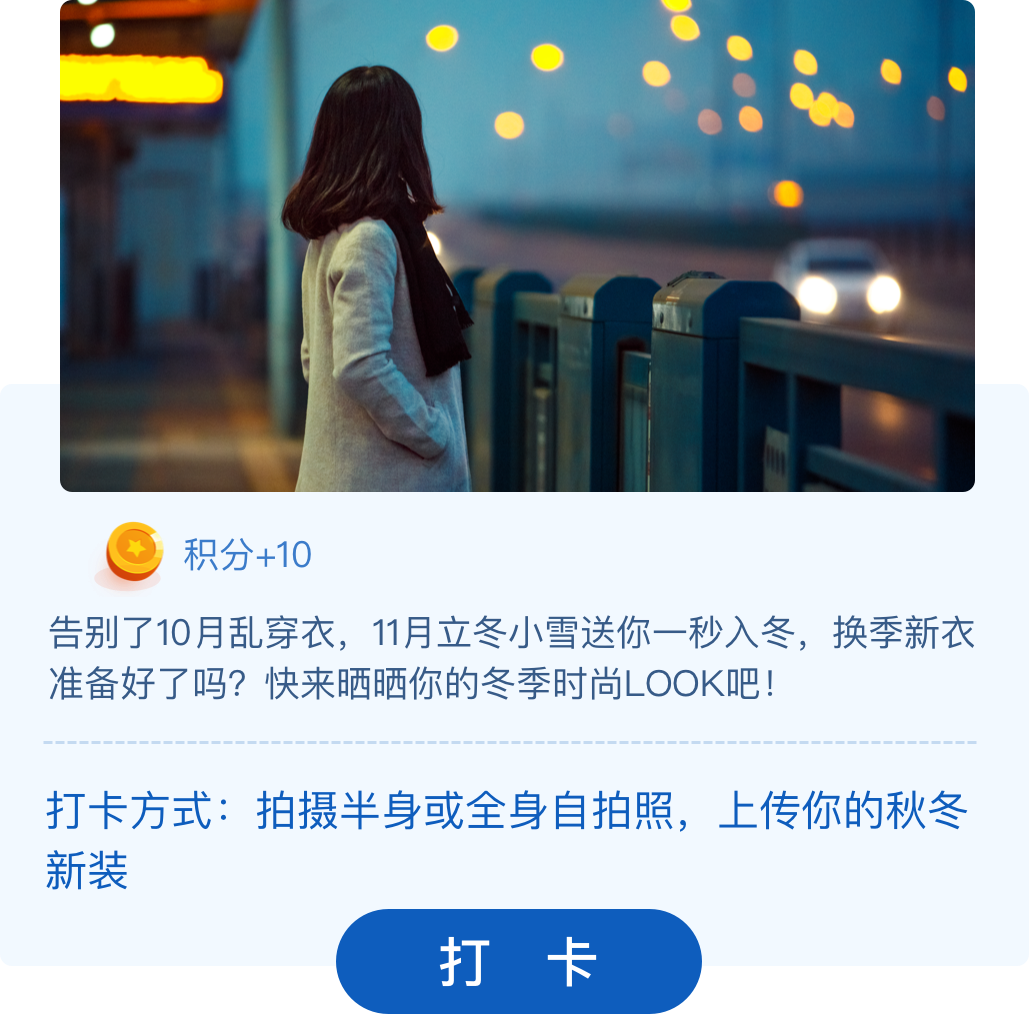 积分+10
告别了10月乱穿衣，11月立冬小雪送你一秒入冬，换季新衣
准备好了吗？快来晒晒你的冬季时尚LOOK吧！
打卡方式：拍摄半身或全身自拍照，上传你的秋冬
新装
打 卡